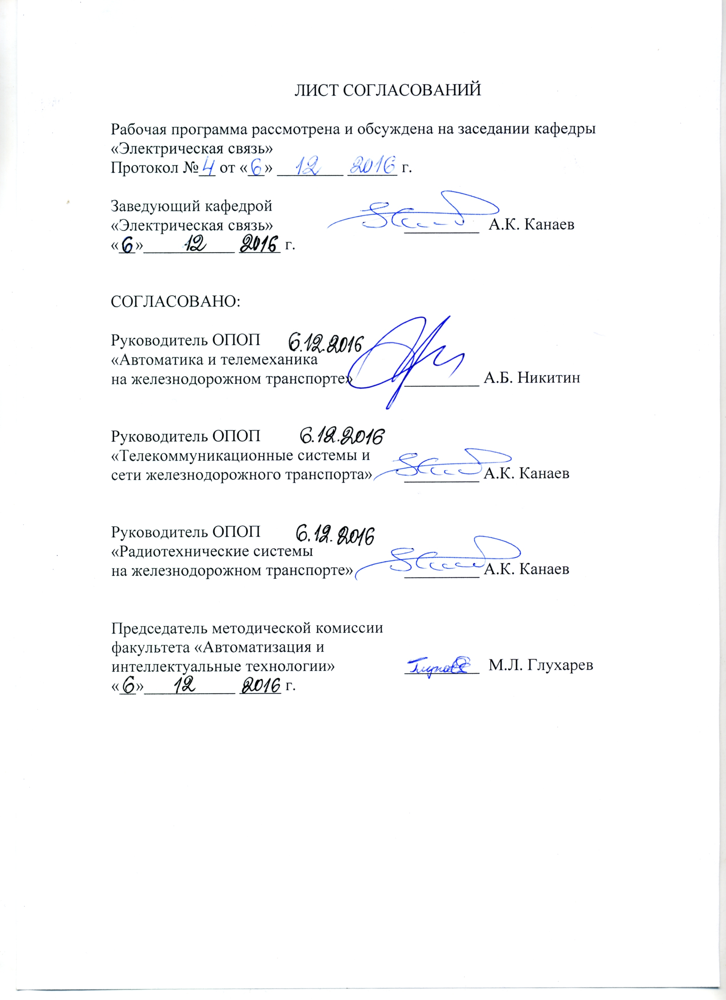 ЛИСТ СОГЛАСОВАНИЙ
Рабочая программа рассмотрена и обсуждена на заседании кафедры
«Электрическая связь»
Протокол № 4 от «6» 12 2016 г.
Заведующий кафедрой
«Электрическая связь» А.К. Канаев
«6» 12 2016 г.
СОГЛАСОВАНО:
Руководитель ОПОП 6.12.2016
«Автоматика и телемеханика
на железнодорожном транспорте» А.Б. Никитин
Руководитель ОПОП 6.12.2016
«Телекоммуникационные системы и
сети железнодорожного транспорта» А.К. Канаев
Руководитель ОПОП 6.12.2016
«Радиотехнические системы
на железнодорожном транспорте» А.К. Канаев
Председатель методической комиссии
факультета «Автоматизация и
интеллектуальные технологии» М.Л. Глухарев
«6» 12 2016 г.